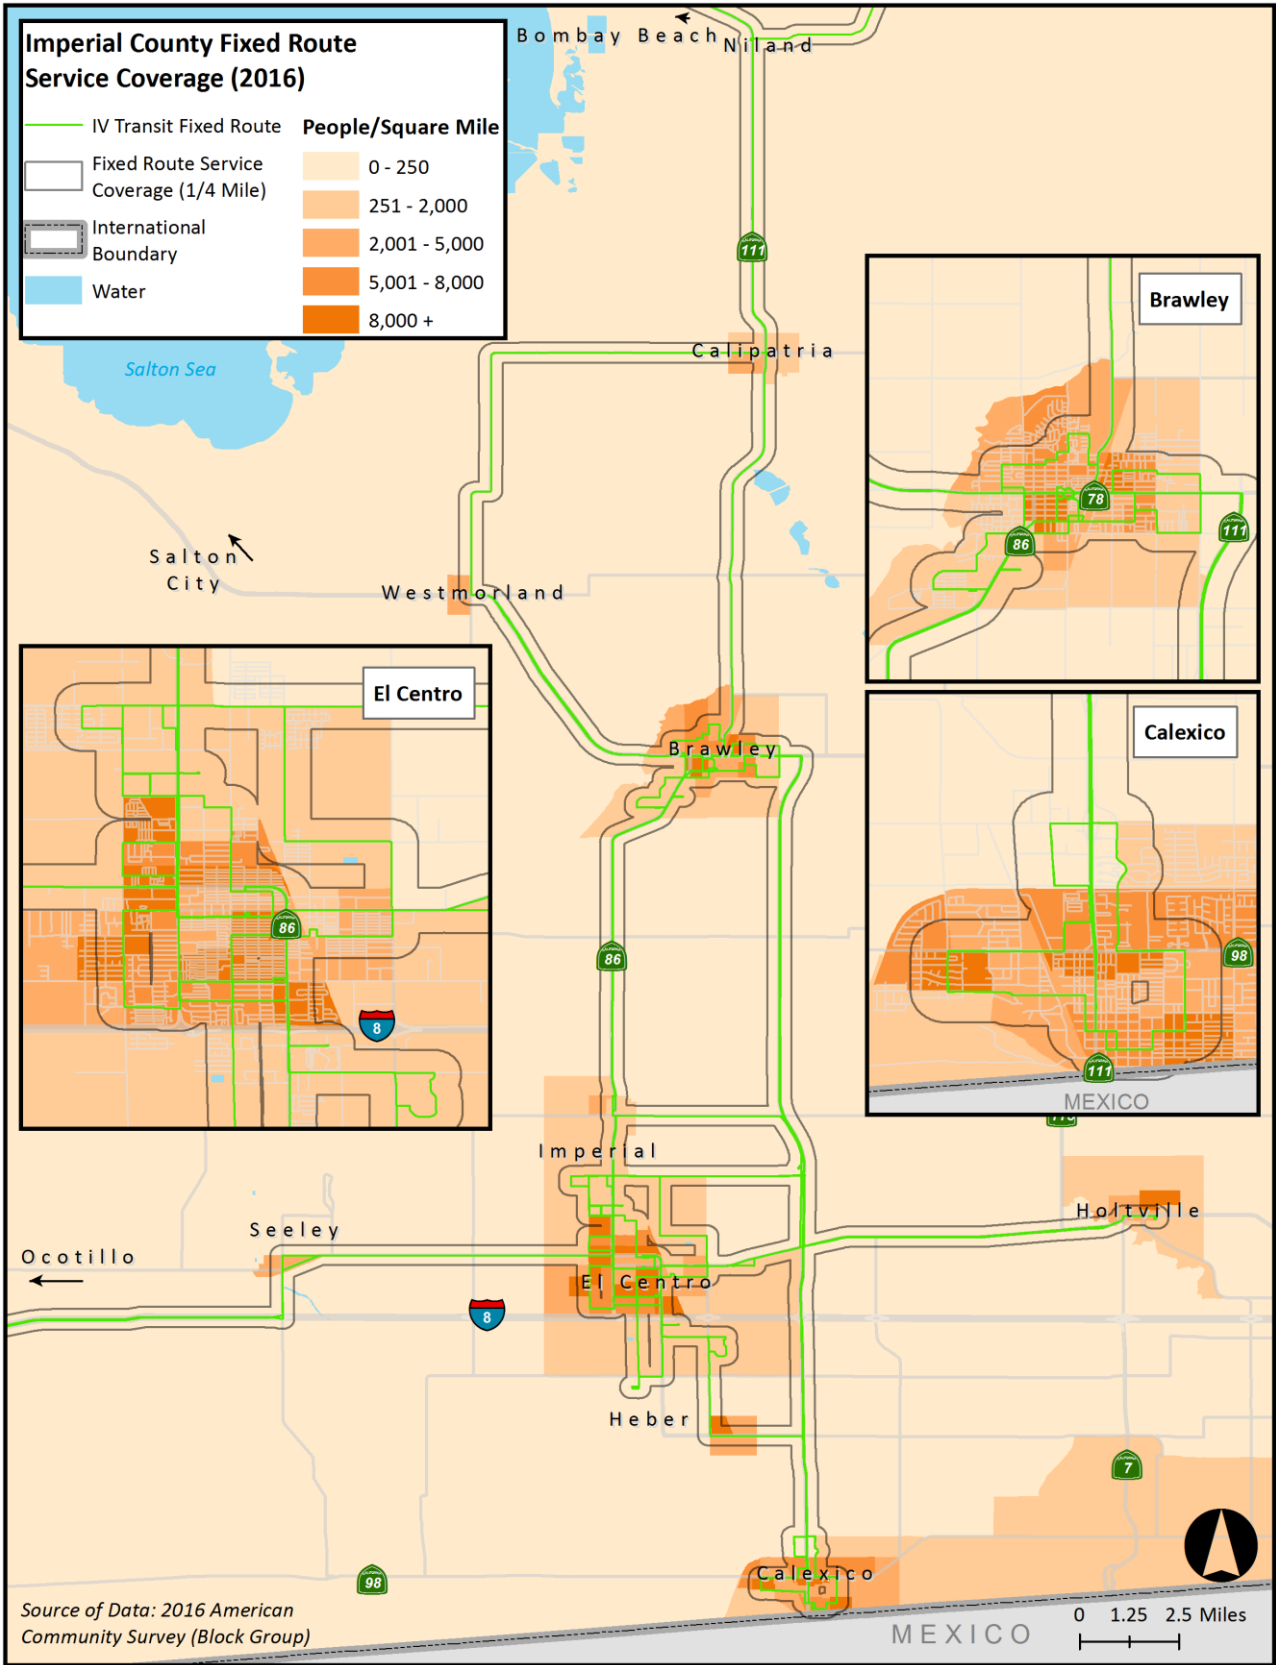 Imperial County Fixed Route
Service Coverage (2016)
IV Transit Fixed Route
Fixed Route Service
Coverage (1/4 Mile)
International
Boundary
Water
People/Square Mile
0 - 250
251 - 2,000
2,001 - 5,000
5,001 - 8,000
8,000 +
Bombay Beach
Niland
111
Salton Sea
Calipatria
Brawley
78
86
111
Salton
City
Westmorland
El Centro
86
8
Brawley
Calexico
98
111
MEXICO
86
Imperial
Seeley
Ocotillo
Holtville
El Centro
8
Heber
7
Calexico
98
Source of Data: 2016 American
Community Survey (Block Group)
MEXICO
0 1.25 2.5 Miles